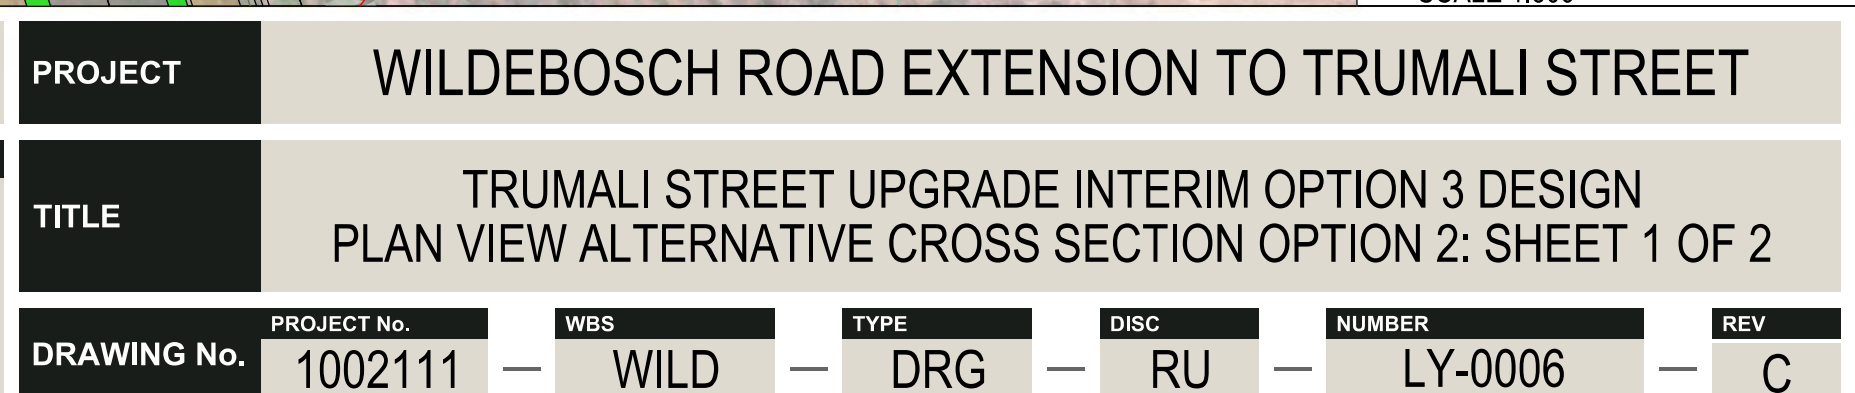 PROJECT
WILDEBOSCH ROAD EXTENSION TO TRUMALI STREET
TITLE
TRUMALI STREET UPGRADE INTERIM OPTION 3 DESIGN
PLAN VIEW ALTERNATIVE CROSS SECTION OPTION 2: SHEET 1 OF 2
DRAWING No.
PROJECT No. WBS TYPE DISC NUMBER REV
1002111 — WILD — DRG — RU — LY-0006 — C